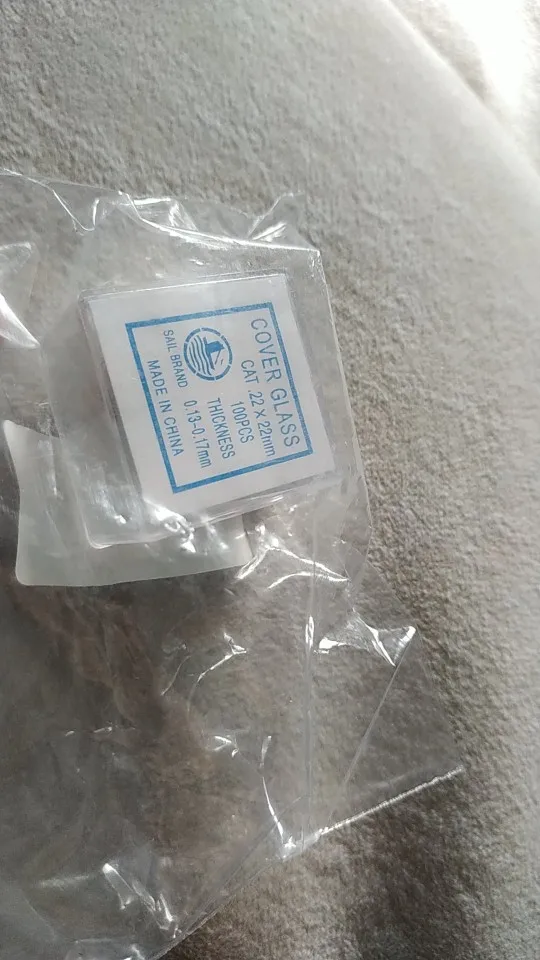 COVER GLASS
CAT .22 X 22mm
100PCS
THICKNESS
SAIL BRAND 0.13-0.17mm
MADE IN CHINA